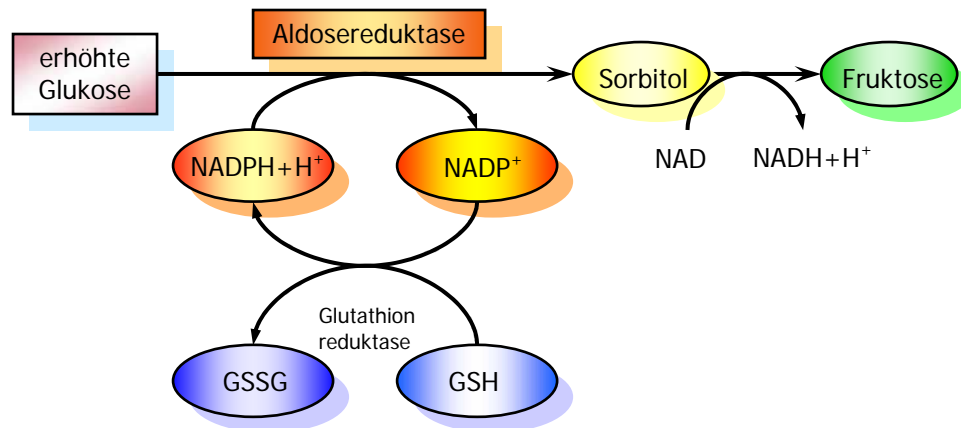 Aldosereduktase
erhöhte
Glukose
Sorbitol
Fruktose
NADPH+H⁺
NADP⁺
NAD
NADH+H⁺
Glutathion
reduktase
GSSG
GSH